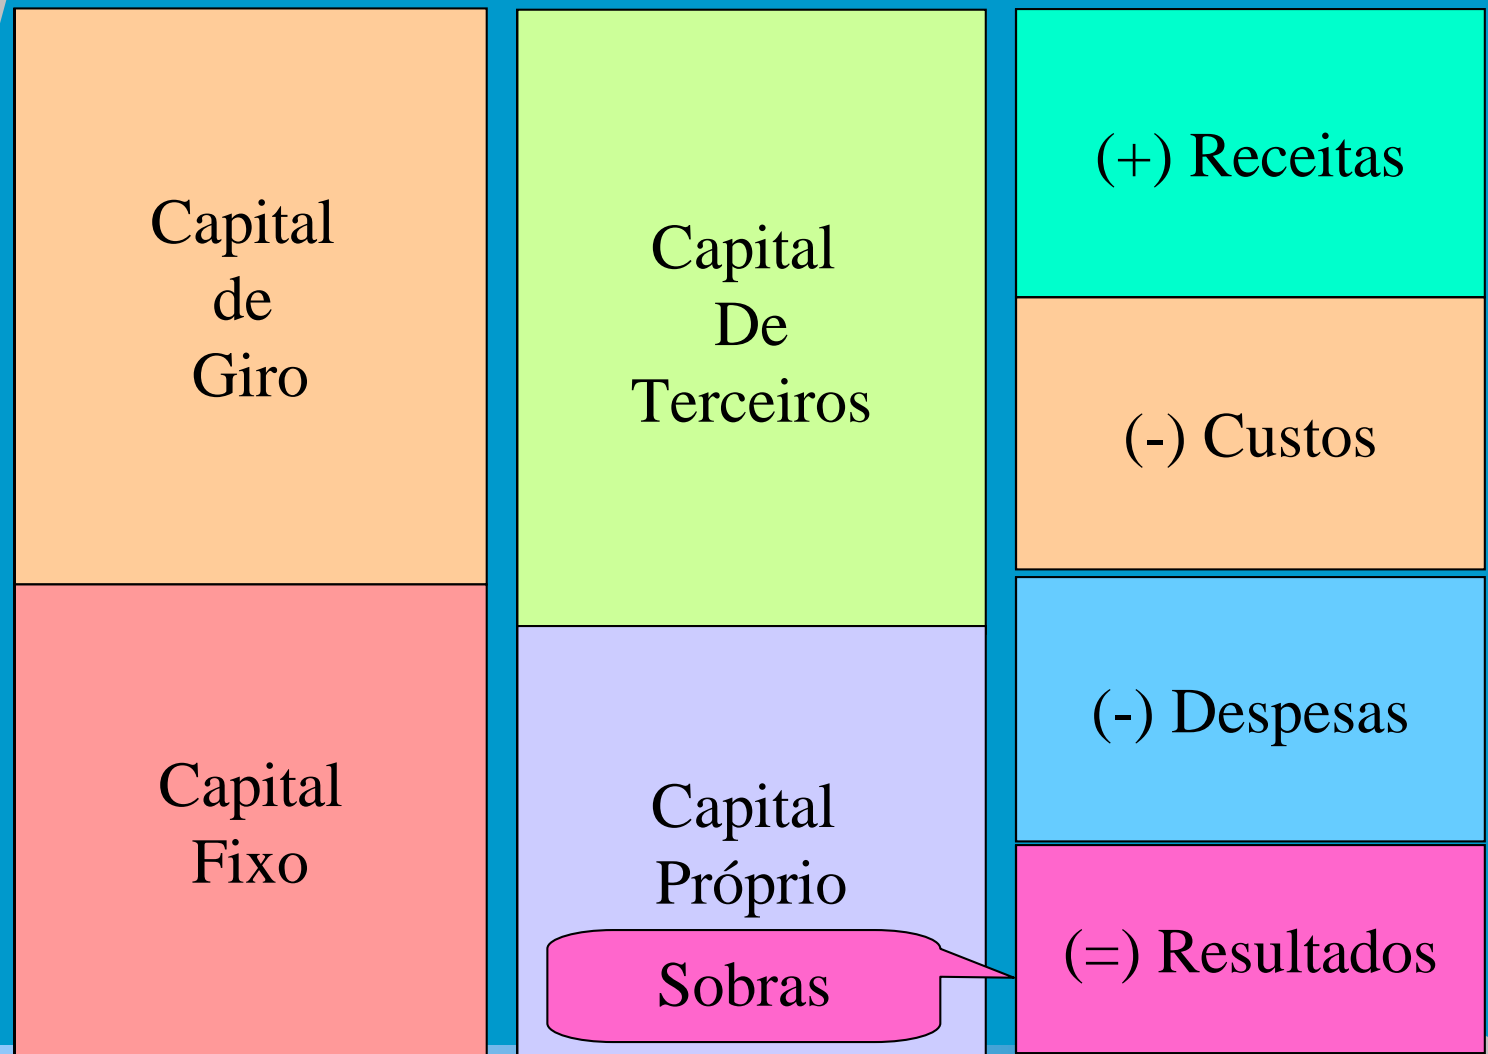 Capital
de
Giro
Capital
Fixo
Capital
De
Terceiros
Capital
Próprio
Sobras
(+) Receitas
(-) Custos
(-) Despesas
(=) Resultados